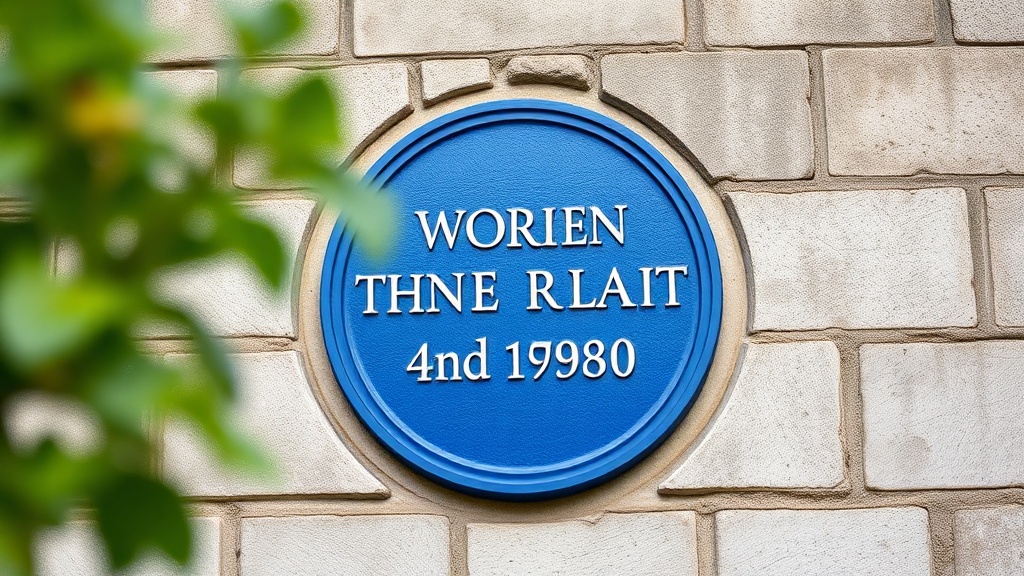 WORIEN
THNE RLAIT
4nd 19980